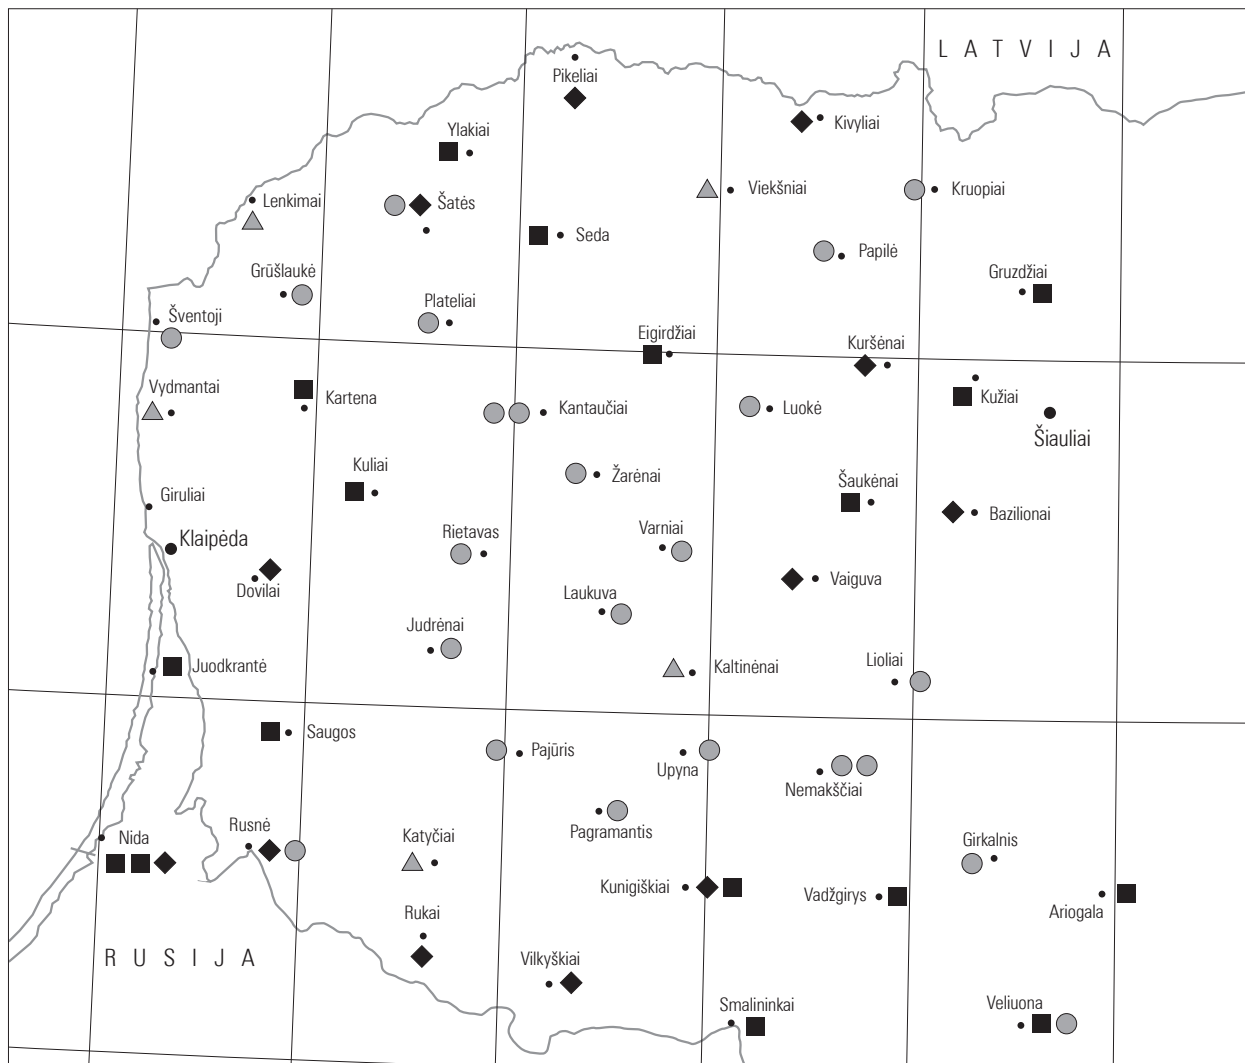 LATVIJA
Pikeliai
Kivyliai
Ylakiai
Viekšniai
Kruopiai
Lenkimai
Šatės
Seda
Papilė
Grūšlaukė
Gruzdžiai
Plateliai
Šventoji
Eigirdžiai
Kuršėnai
Vydmantai
Kartena
Kantaučiai
Luokė
Kužiai
Šiauliai
Kuliai
Žarėnai
Šaukėnai
Giruliai
Bazilionai
Rietavas
Varniai
Klaipėda
Dovilai
Vaiguva
Laukuva
Judrėnai
Juodkrantė
Kaltinėnai
Lioliai
Saugos
Pajūris
Upyna
Nemakščiai
Nida
Rusnė
Katyčiai
Pagramantis
Girkalnis
Kunigiškiai
Vadžgirys
Ariogala
Rukai
RUSIJA
Vilkyškiai
Smalininkai
Veliuona